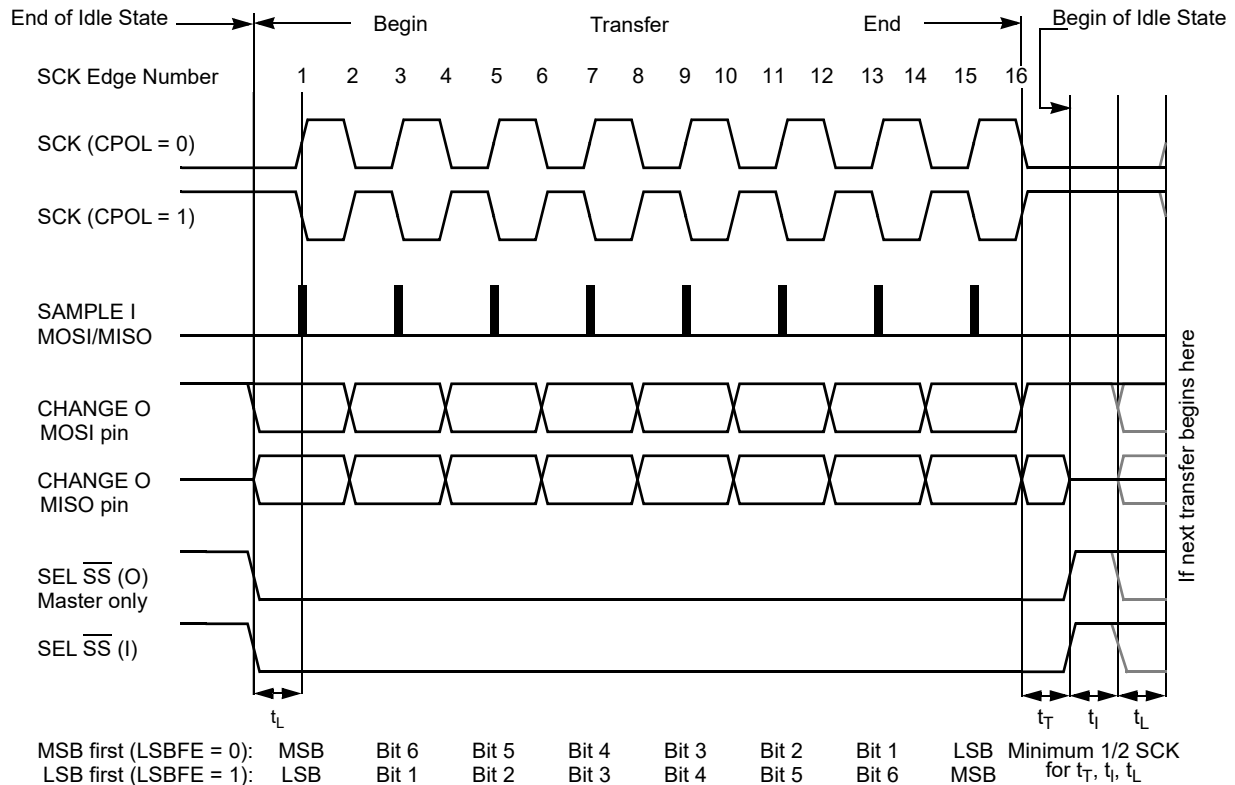 End of Idle State
Begin
Transfer
End
Begin of Idle State
SCK Edge Number
1 2 3 4 5 6 7 8 9 10 11 12 13 14 15 16
SCK (CPOL = 0)
SCK (CPOL = 1)
SAMPLE I
MOSI/MISO
CHANGE O
MOSI pin
CHANGE O
MISO pin
SEL SS (O)
Master only
SEL SS (I)
If next transfer begins here
tL
tT
tI
tL
MSB first (LSBFE = 0): MSB Bit 6 Bit 5 Bit 4 Bit 3 Bit 2 Bit 1 LSB
LSB first (LSBFE = 1): LSB Bit 1 Bit 2 Bit 3 Bit 4 Bit 5 Bit 6 MSB
Minimum 1/2 SCK
for tT, tI, tL